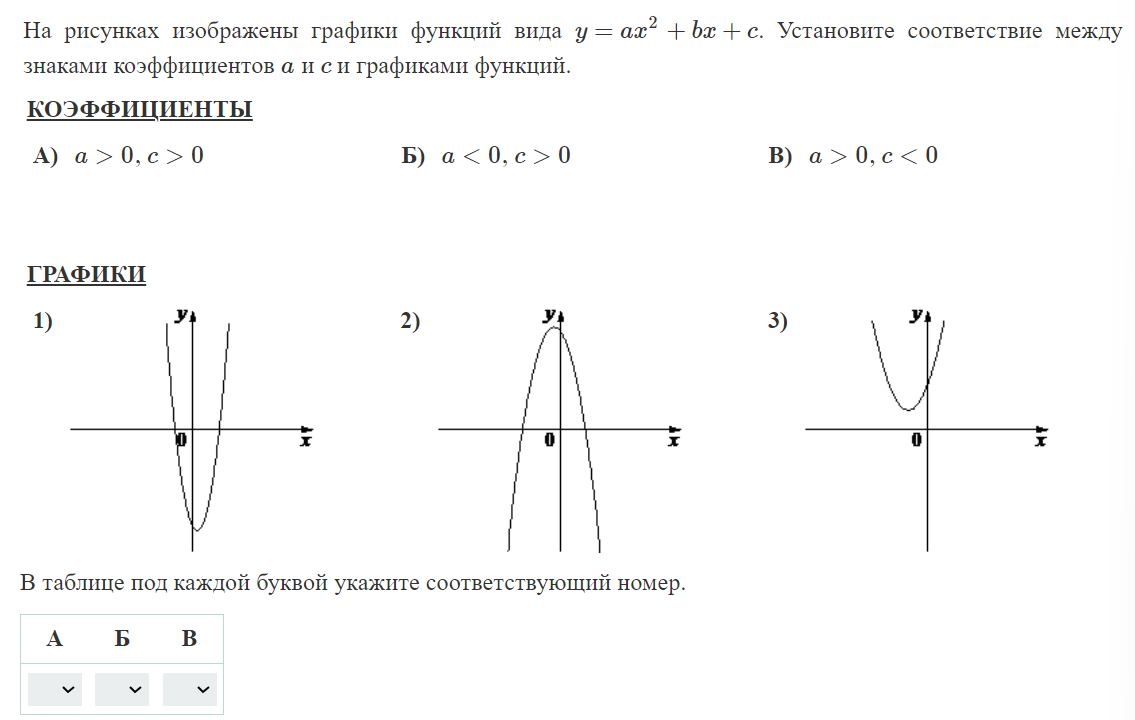 На рисунках изображены графики функций вида y = ax² + bx + c. Установите соответствие между
знаками коэффициентов a и c и графиками функций.
КОЭФФИЦИЕНТЫ
А) a > 0, c > 0 Б) a < 0, c > 0 В) a > 0, c < 0
ГРАФИКИ
1) 2) 3)
y y y
0 x 0 x 0 x
В таблице под каждой буквой укажите соответствующий номер.
А Б В